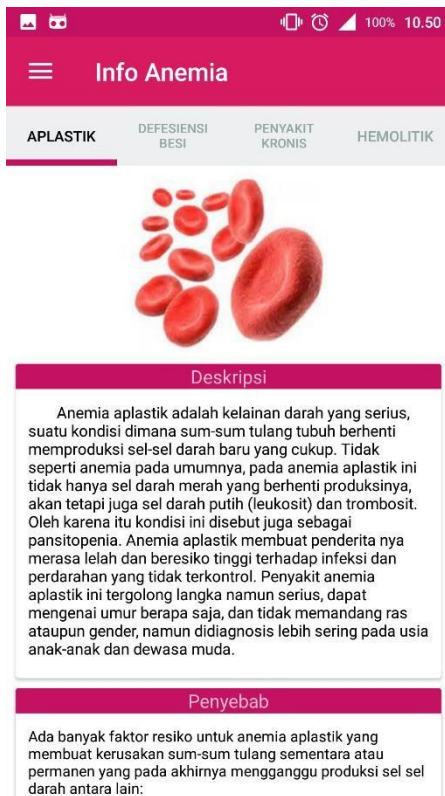 100% 10.50
Info Anemia
APLASTIK
DEFESIENSI
BESI
PENYAKIT
KRONIS
HEMOLITIK
Deskripsi
Anemia aplastik adalah kelainan darah yang serius,
suatu kondisi dimana sum-sum tulang tubuh berhenti
memproduksi sel-sel darah baru yang cukup. Tidak
seperti anemia pada umumnya, pada anemia aplastik ini
tidak hanya sel darah merah yang berhenti produksinya,
akan tetapi juga sel darah putih (leukosit) dan trombosit.
Oleh karena itu kondisi ini disebut juga sebagai
pansitopenia. Anemia aplastik membuat penderita nya
merasa lelah dan beresiko tinggi terhadap infeksi dan
perdarahan yang tidak terkontrol. Penyakit anemia
aplastik ini tergolong langka namun serius, dapat
mengenai umur berapa saja, dan tidak memandang ras
ataupun gender, namun didiagnosis lebih sering pada usia
anak-anak dan dewasa muda.
Penyebab
Ada banyak faktor resiko untuk anemia aplastik yang
membuat kerusakan sum-sum tulang sementara atau
permanen yang pada akhirnya mengganggu produksi sel sel
darah antara lain: